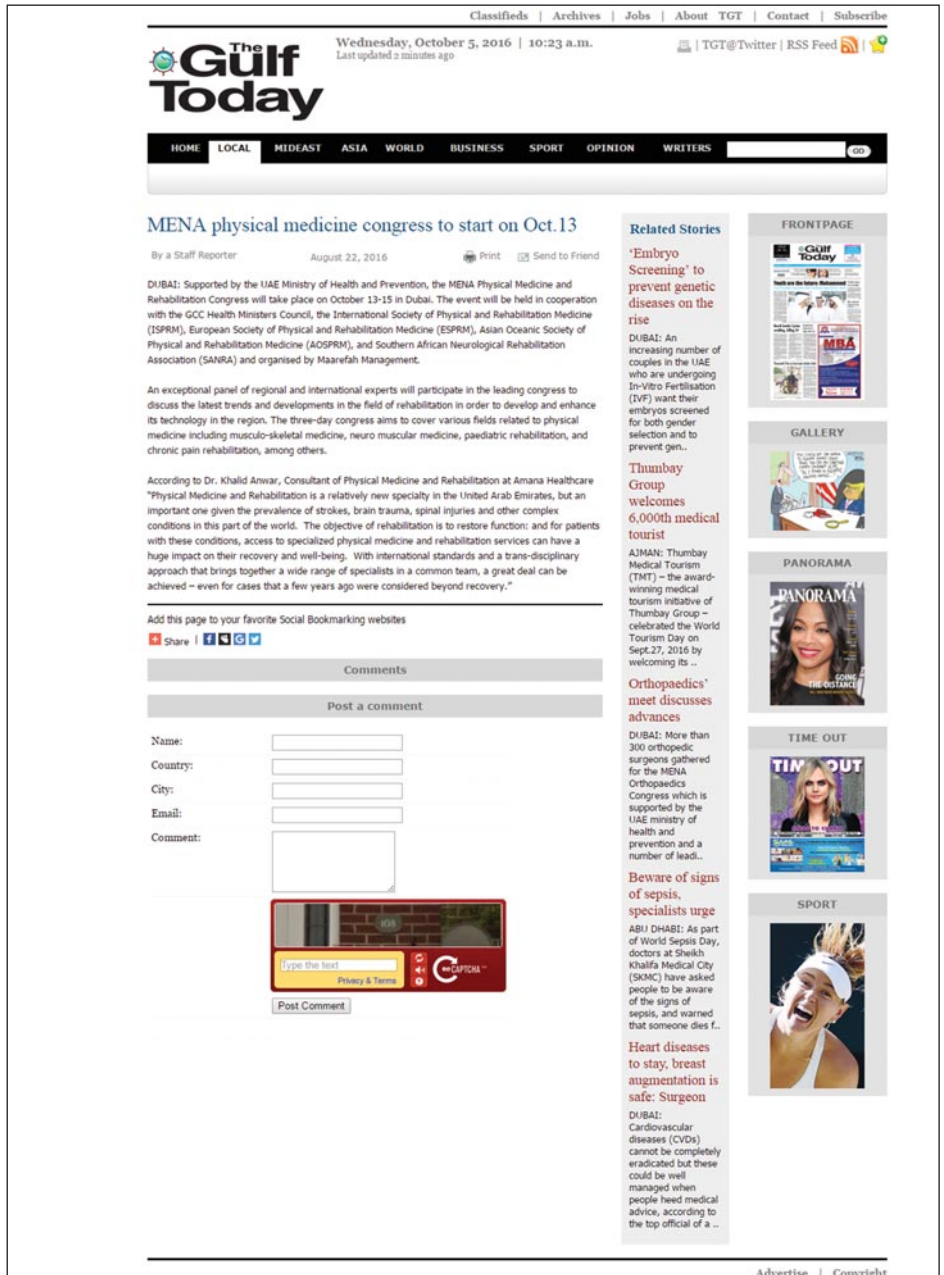 Classifieds | Archives | Jobs | About TGT | Contact | Subscribe
The Gulf Today
Wednesday, October 5, 2016 | 10:23 a.m.
Last updated 2 minutes ago
| TGT@Twitter | RSS Feed |
HOME LOCAL MIDEAST ASIA WORLD BUSINESS SPORT OPINION WRITERS GO
MENA physical medicine congress to start on Oct.13
By a Staff Reporter August 22, 2016 Print Send to Friend
DUBAI: Supported by the UAE Ministry of Health and Prevention, the MENA Physical Medicine and
Rehabilitation Congress will take place on October 13-15 in Dubai. The event will be held in cooperation
with the GCC Health Ministers Council, the International Society of Physical and Rehabilitation Medicine
(ISPRM), European Society of Physical and Rehabilitation Medicine (ESPRM), Asian Oceanic Society of
Physical and Rehabilitation Medicine (AOSPRM), and Southern African Neurological Rehabilitation
Association (SANRA) and organised by Maarefah Management.
An exceptional panel of regional and international experts will participate in the leading congress to
discuss the latest trends and developments in the field of rehabilitation in order to develop and enhance
its technology in the region. The three-day congress aims to cover various fields related to physical
medicine including musculo-skeletal medicine, neuro muscular medicine, paediatric rehabilitation, and
chronic pain rehabilitation, among others.
According to Dr. Khalid Anwar, Consultant of Physical Medicine and Rehabilitation at Amana Healthcare
"Physical Medicine and Rehabilitation is a relatively new specialty in the United Arab Emirates, but an
important one given the prevalence of strokes, brain trauma, spinal injuries and other complex
conditions in this part of the world. The objective of rehabilitation is to restore function: and for patients
with these conditions, access to specialized physical medicine and rehabilitation services can have a
huge impact on their recovery and well-being. With international standards and a trans-disciplinary
approach that brings together a wide range of specialists in a common team, a great deal can be
achieved – even for cases that a few years ago were considered beyond recovery."
Add this page to your favorite Social Bookmarking websites
Share |
Comments
Post a comment
Name:
Country:
City:
Email:
Comment:
105
Type the text
Privacy & Terms
reCAPTCHA™
Post Comment
Related Stories
'Embryo
Screening' to
prevent genetic
diseases on the
rise
DUBAI: An
increasing number of
couples in the UAE
who are undergoing
In-Vitro Fertilisation
(IVF) want their
embryos screened
for both gender
selection and to
prevent gen..
Thumbay
Group
welcomes
6,000th medical
tourist
AJMAN: Thumbay
Medical Tourism
(TMT) – the award-
winning medical
tourism initiative of
Thumbay Group –
celebrated the World
Tourism Day on
Sept.27, 2016 by
welcoming its ..
Orthopaedics'
meet discusses
advances
DUBAI: More than
300 orthopedic
surgeons gathered
for the MENA
Orthopaedics
Congress which is
supported by the
UAE ministry of
health and
prevention and a
number of leadi..
Beware of signs
of sepsis,
specialists urge
ABU DHABI: As part
of World Sepsis Day,
doctors at Sheikh
Khalifa Medical City
(SKMC) have asked
people to be aware
of the signs of
sepsis, and warned
that someone dies f..
Heart diseases
to stay, breast
augmentation is
safe: Surgeon
DUBAI:
Cardiovascular
diseases (CVDs)
cannot be completely
eradicated but these
could be well
managed when
people heed medical
advice, according to
the top official of a ..
FRONTPAGE
The Gulf
Today
Youth are the future: Mohammed
MBA
GALLERY
PANORAMA
PANORAMA
GOING
THE DISTANCE
TIME OUT
TIME OUT
SPORT
Advertise | Copyright